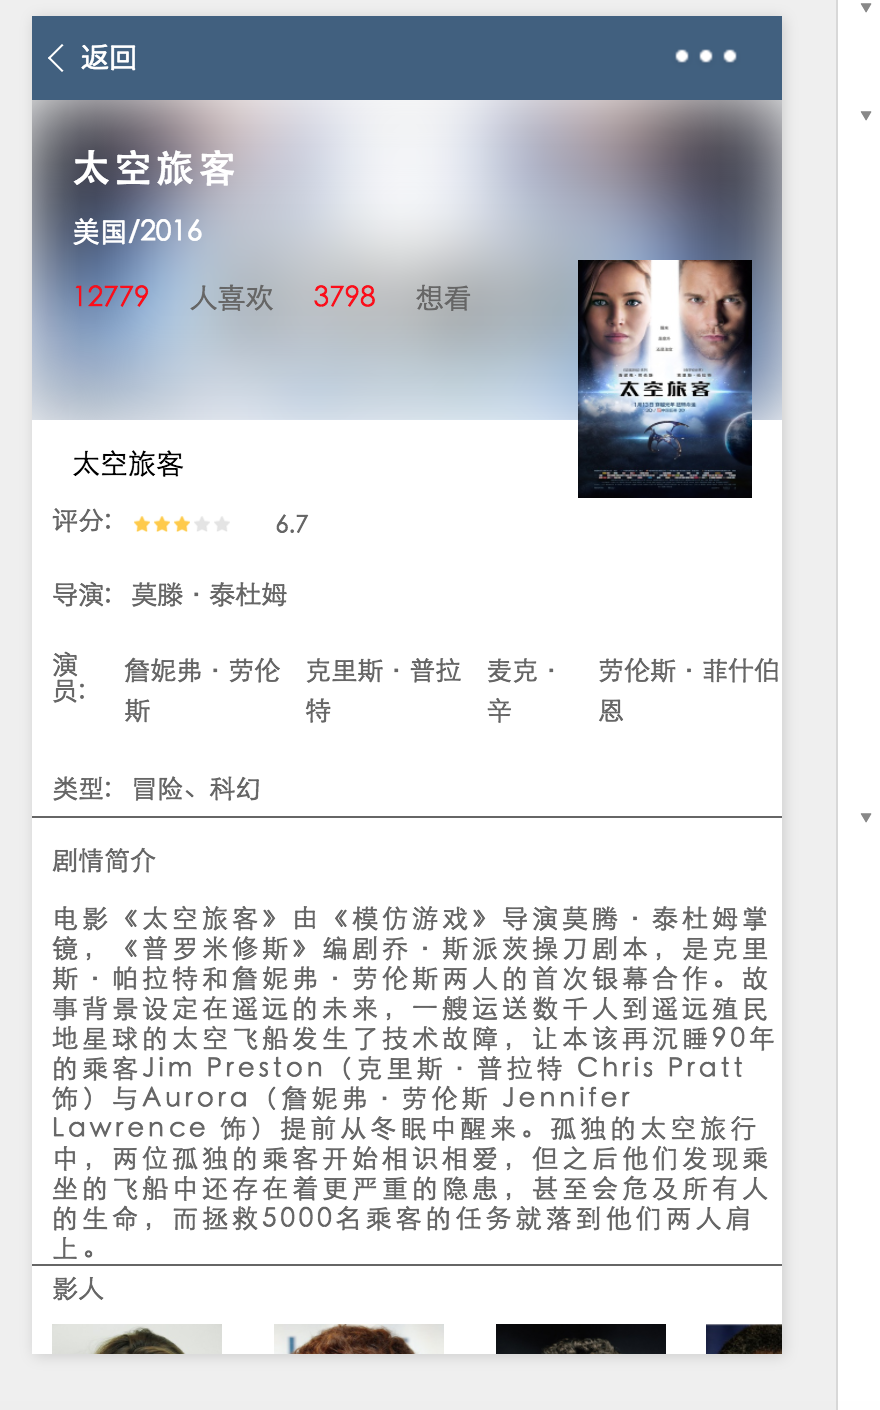 返回
太空旅客
美国/2016
12779 人喜欢 3798 想看
太空旅客
1月13日
太空旅客
评分： 6.7
导演： 莫滕·泰杜姆
演员： 詹妮弗·劳伦斯 克里斯·普拉特 麦克·辛 劳伦斯·菲什伯恩
类型： 冒险、科幻
剧情简介
电影《太空旅客》由《模仿游戏》导演莫腾·泰杜姆掌
镜，《普罗米修斯》编剧乔·斯派茨操刀剧本，是克里
斯·帕拉特和詹妮弗·劳伦斯两人的首次银幕合作。故
事背景设定在遥远的未来，一艘运送数千人到遥远殖民
地星球的太空飞船发生了技术故障，让本该再沉睡90年
的乘客Jim Preston（克里斯·普拉特 Chris Pratt
饰）与Aurora（詹妮弗·劳伦斯 Jennifer
Lawrence 饰）提前从冬眠中醒来。孤独的太空旅行
中，两位孤独的乘客开始相识相爱，但之后他们发现乘
坐的飞船中还存在着更严重的隐患，甚至会危及所有人
的生命，而拯救5000名乘客的任务就落到他们两人肩
上。
影人